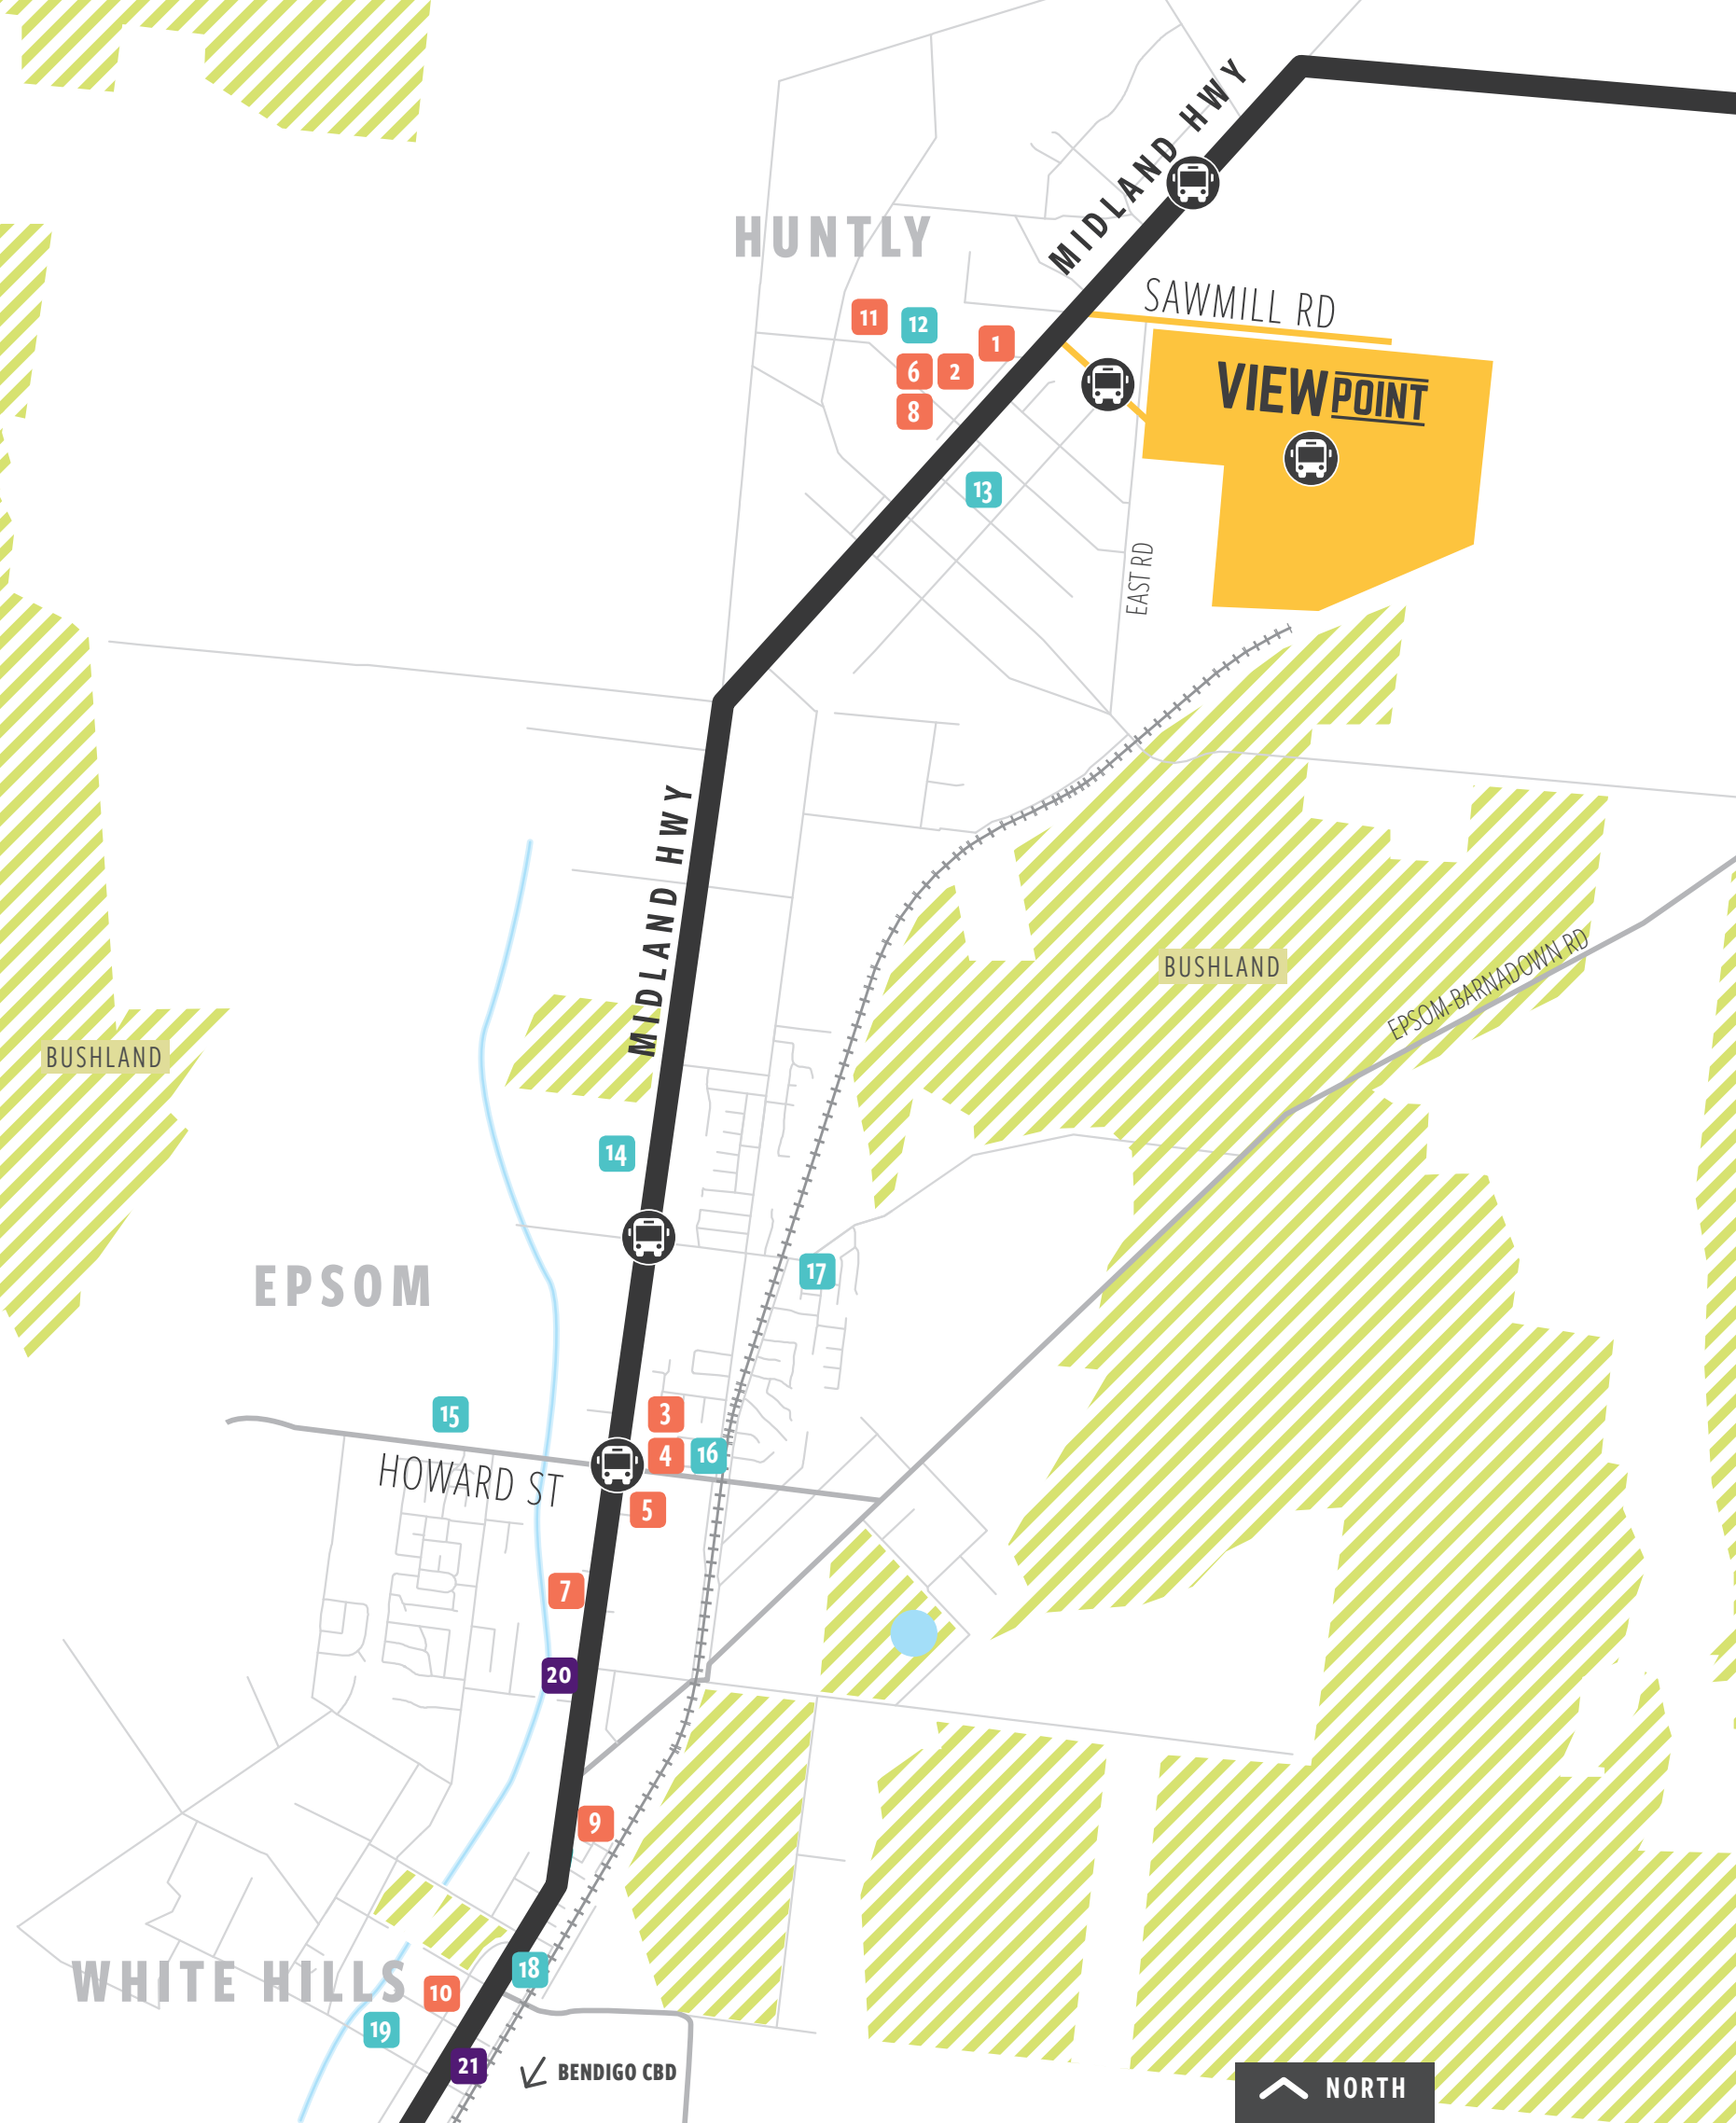 MIDLAND HWY
HUNTLY
SAWMILL RD
11
12
1
VIEWPOINT
6
2
8
13
EAST RD
MIDLAND HWY
BUSHLAND
EPSOM-BARNADOWN RD
BUSHLAND
14
17
EPSOM
15
3
4
16
HOWARD ST
5
7
20
9
18
WHITE HILLS
10
19
21
BENDIGO CBD
NORTH